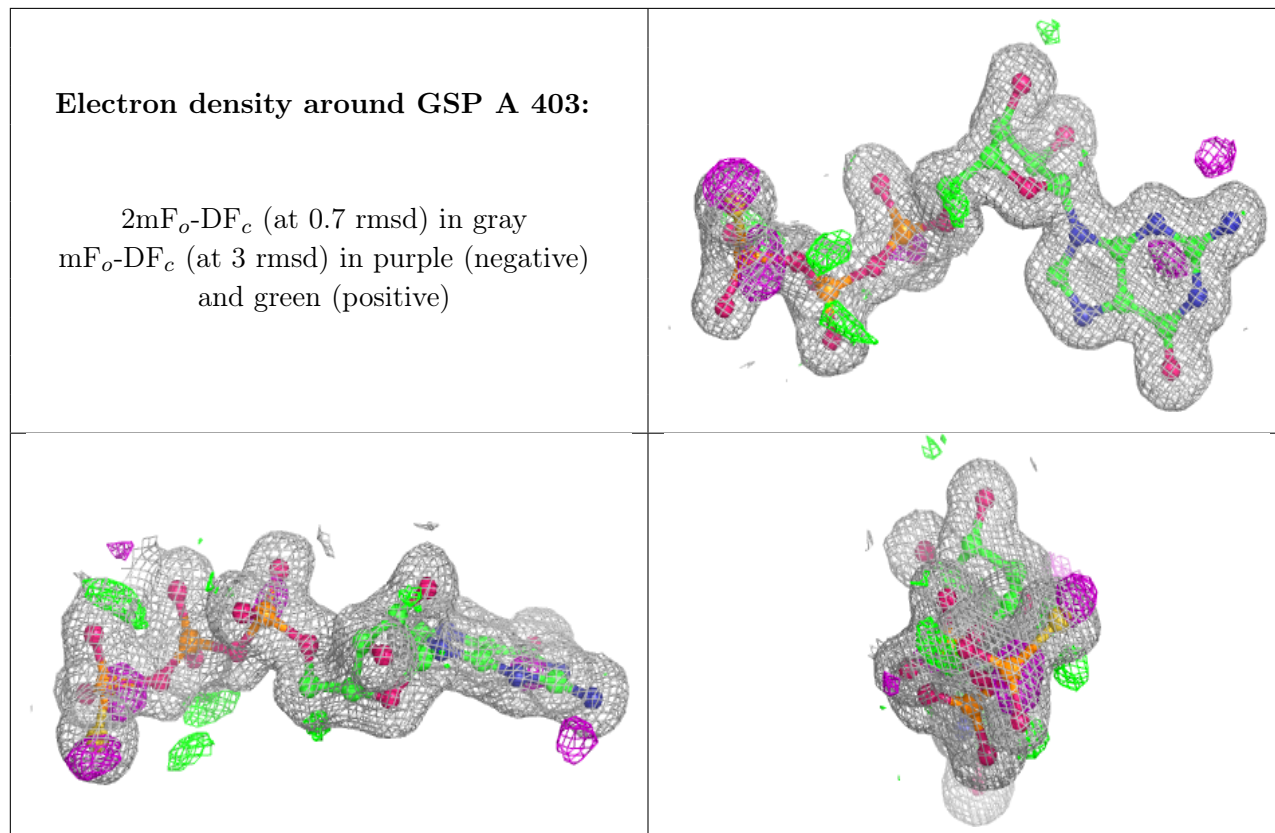 Electron density around GSP A 403:
2mFo-DFc (at 0.7 rmsd) in gray
mFo-DFc (at 3 rmsd) in purple (negative)
and green (positive)